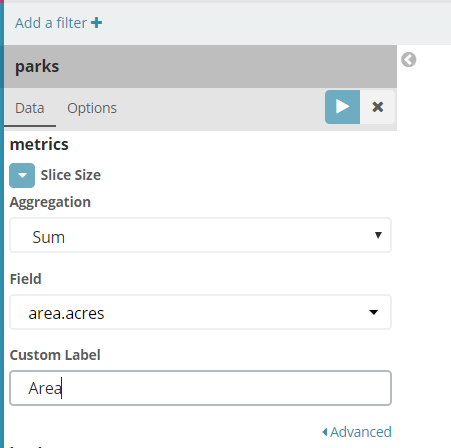 Add a filter +
parks
Data Options
metrics
Slice Size
Aggregation
Sum
Field
area.acres
Custom Label
Area
Advanced